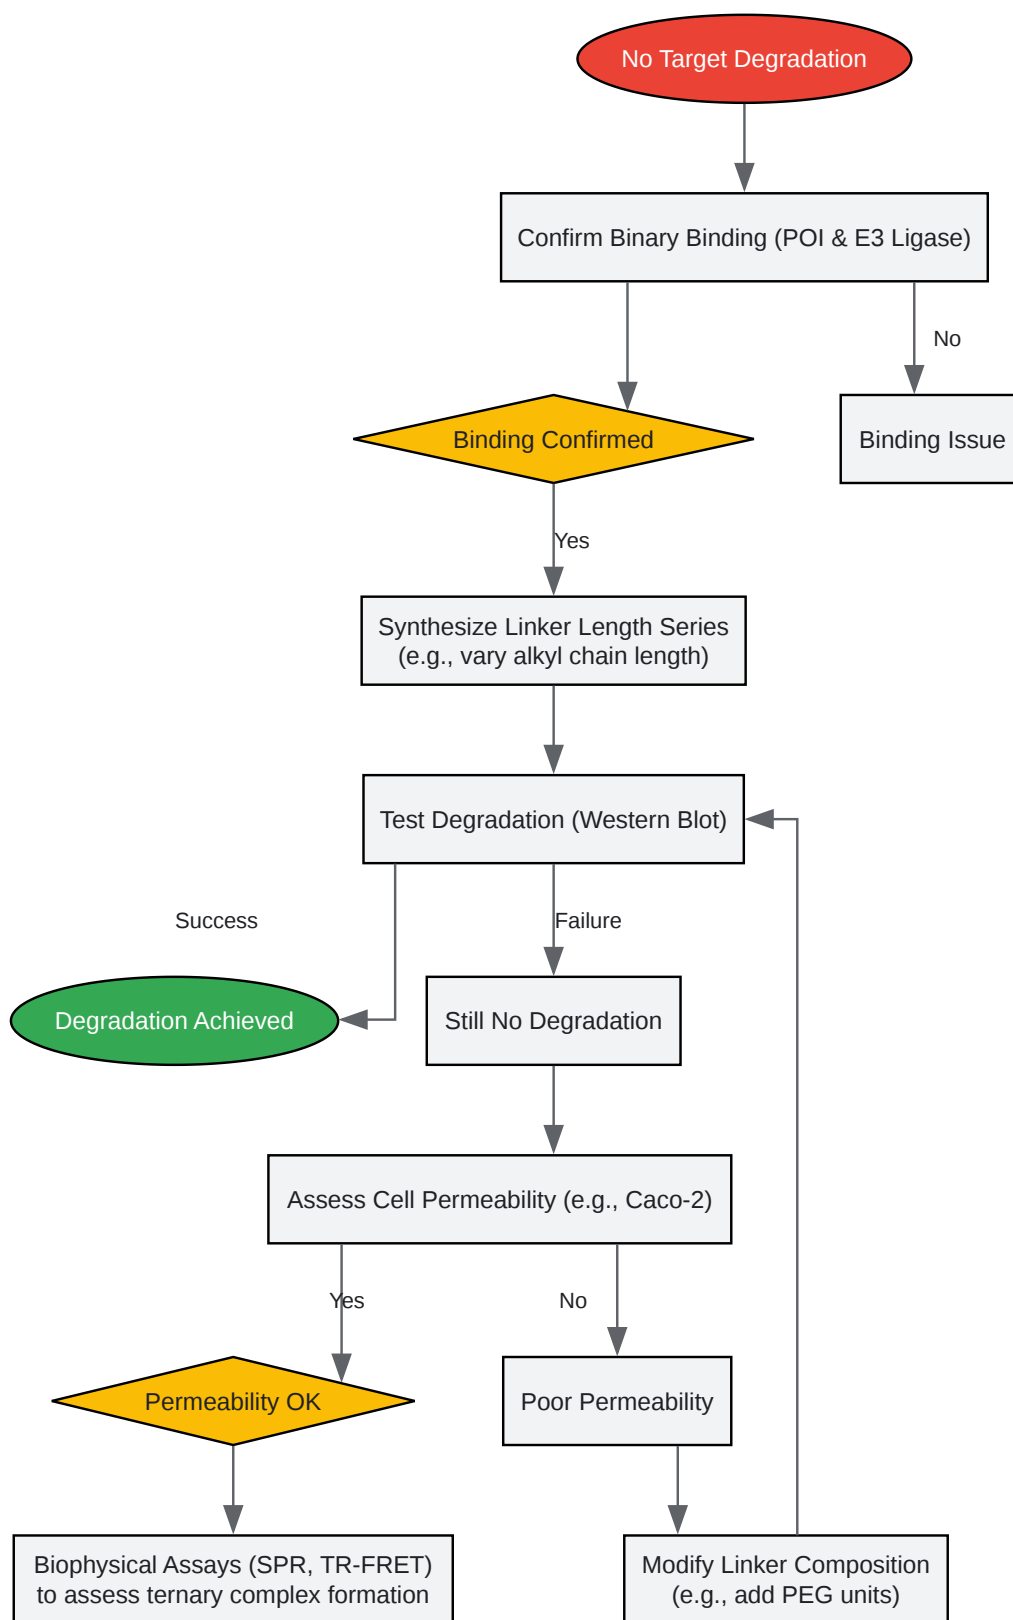 No Target Degradation
Confirm Binary Binding (POI & E3 Ligase)
No
Binding Confirmed
Binding Issue
Yes
Synthesize Linker Length Series
(e.g., vary alkyl chain length)
Test Degradation (Western Blot)
Success
Failure
Degradation Achieved
Still No Degradation
Assess Cell Permeability (e.g., Caco-2)
Yes
No
Permeability OK
Poor Permeability
Biophysical Assays (SPR, TR-FRET)
to assess ternary complex formation
Modify Linker Composition
(e.g., add PEG units)